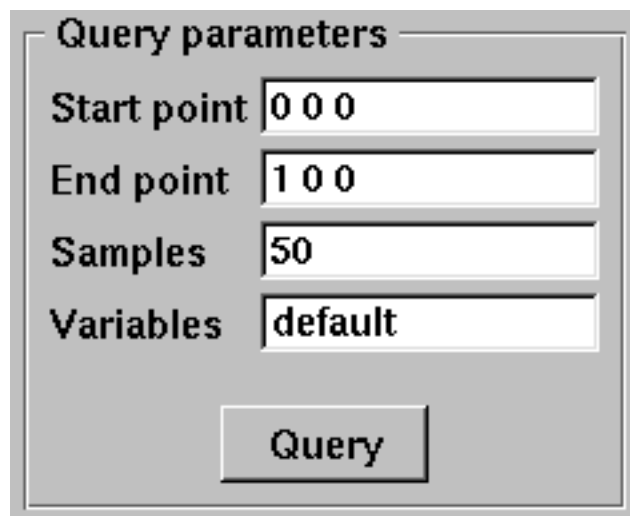 Query parameters
Start point 0 0 0
End point 1 0 0
Samples 50
Variables default
Query